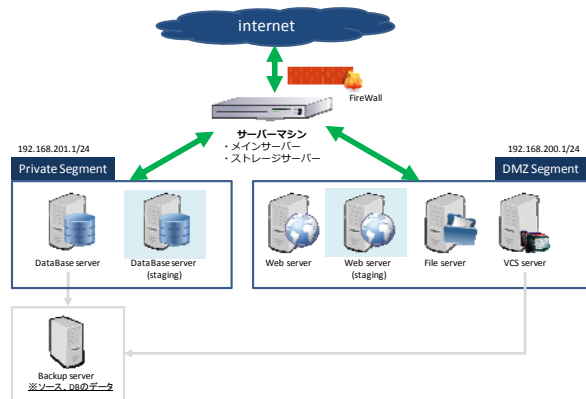 internet
FireWall
サーバーマシン
・メインサーバー
・ストレージサーバー
192.168.201.1/24
192.168.200.1/24
Private Segment
DMZ Segment
DataBase server
DataBase server
(staging)
Web server
Web server
(staging)
File server
VCS server
Backup server
※ソース、DBのデータ